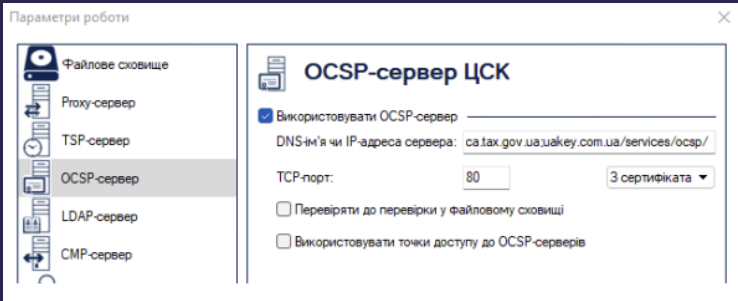 Параметри роботи
Файлове сховище
Proxy-сервер
TSP-сервер
OCSP-сервер
LDAP-сервер
CMP-сервер
OCSP-сервер ЦСК
Використовувати OCSP-сервер
DNS-ім'я чи IP-адреса сервера: ca.tax.gov.ua;uakey.com.ua/services/ocsp/
TCP-порт: 80 З сертифіката
Перевіряти до перевірки у файловому сховищі
Використовувати точки доступу до OCSP-серверів